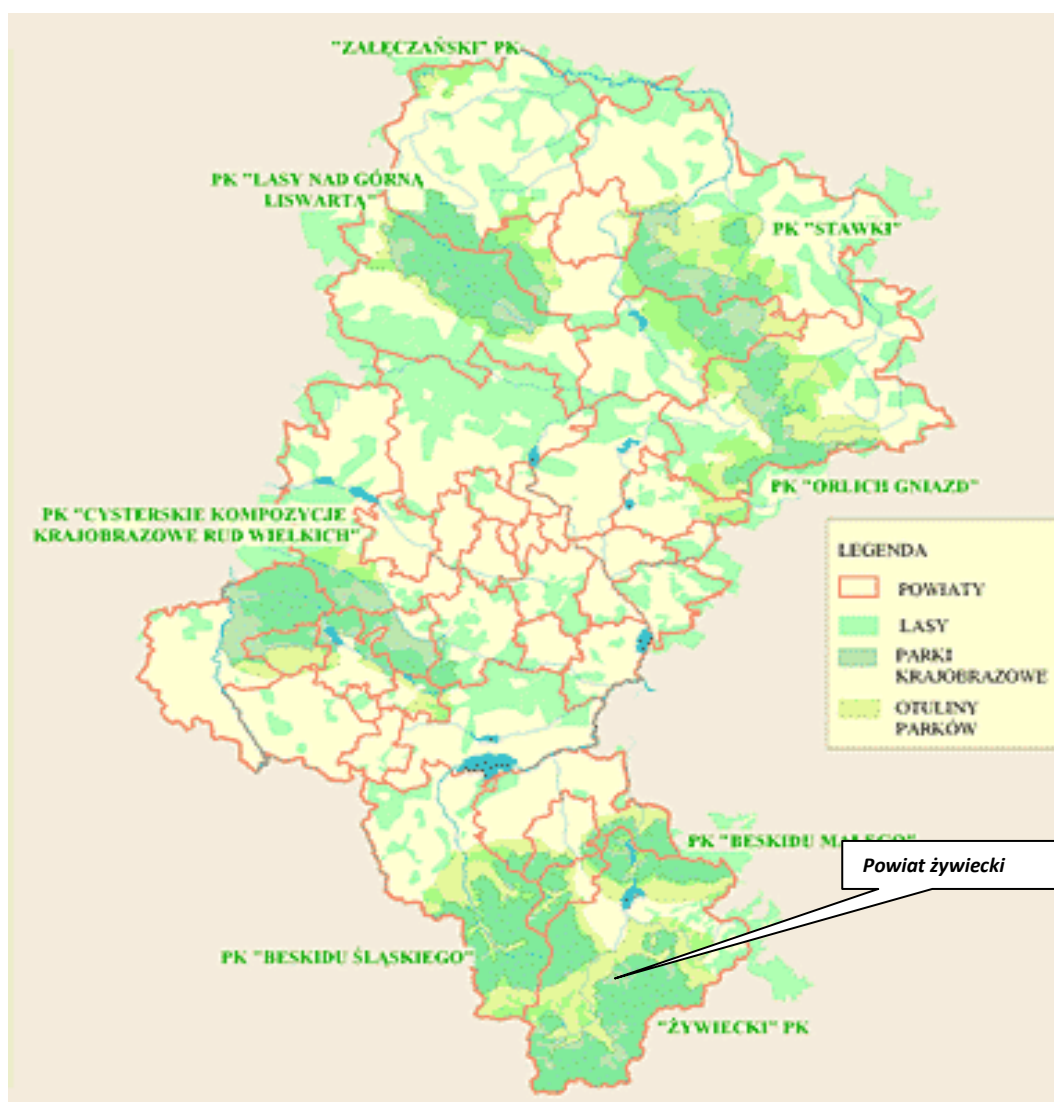 "ZAŁĘCZAŃSKI" PK
PK "LASY NAD GÓRNĄ
LISWARTĄ"
PK "STAWKI"
PK "ORLICH GNIAZD"
PK "CYSTERSKIE KOMPOZYCJE
KRAJOBRAZOWE RUD WIELKICH"
LEGENDA
POWIATY
LASY
PARKI
KRAJOBRAZOWE
OTULINY
PARKÓW
PK "BESKIDU MAŁEGO"
Powiat żywiecki
PK "BESKIDU ŚLĄSKIEGO"
"ŻYWIECKI" PK